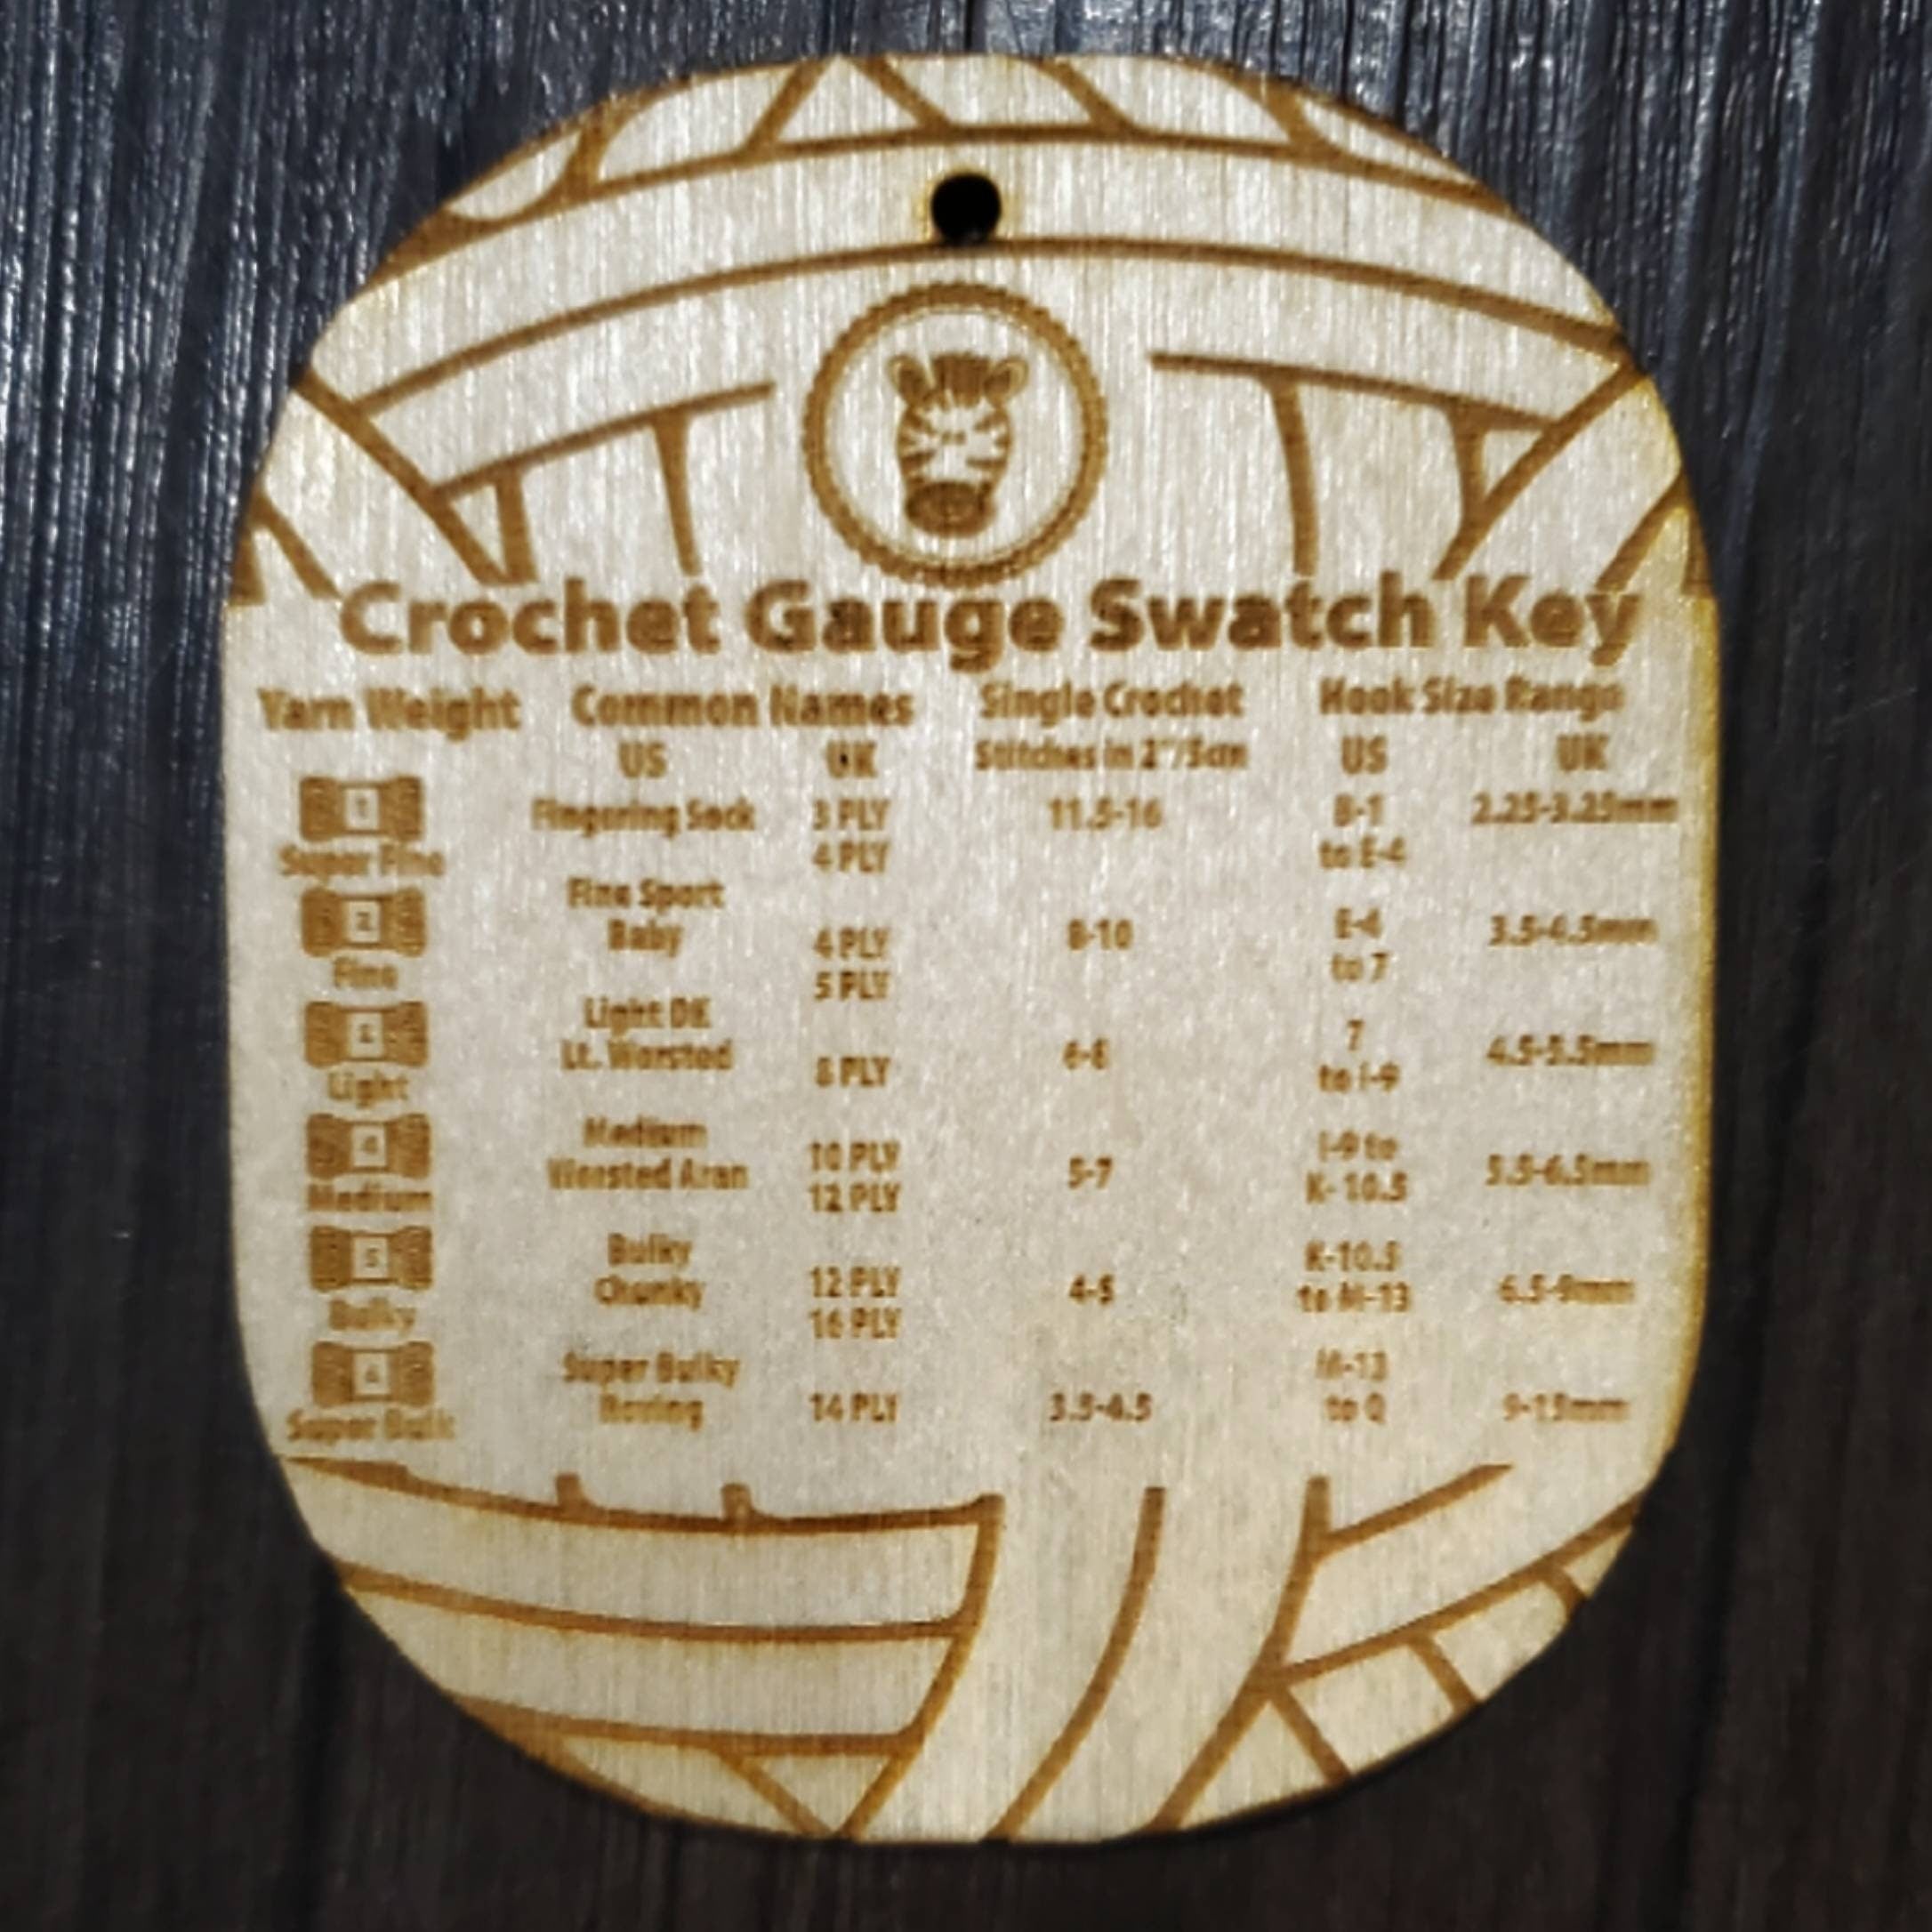 Crochet Gauge Swatch Key
Yarn Weight Common Names Single Crochet Hook Size Range
US UK Stitches in 2"/5cm US UK
1 Fingering Sock 3 PLY 11.5-16 B-1 2.25-3.25mm
Super Fine 4 PLY to E-4
2 Fine Sport
Baby 4 PLY 8-10 E-4 3.5-4.5mm
Fine 5 PLY to 7
Light DK
Lt. Worsted 8 PLY 6-8 7 4.5-5.5mm
Light to I-9
4 Medium 10 PLY I-9 to
Worsted Aran 12 PLY 5-7 K-10.5 5.5-6.5mm
Medium
5 Bulky K-10.5
Chunky 12 PLY 4-5 to M-13 6.5-9mm
Bulky 16 PLY
6 Super Bulky M-13
Roving 14 PLY 3.5-4.5 to Q 9-15mm
Super Bulk